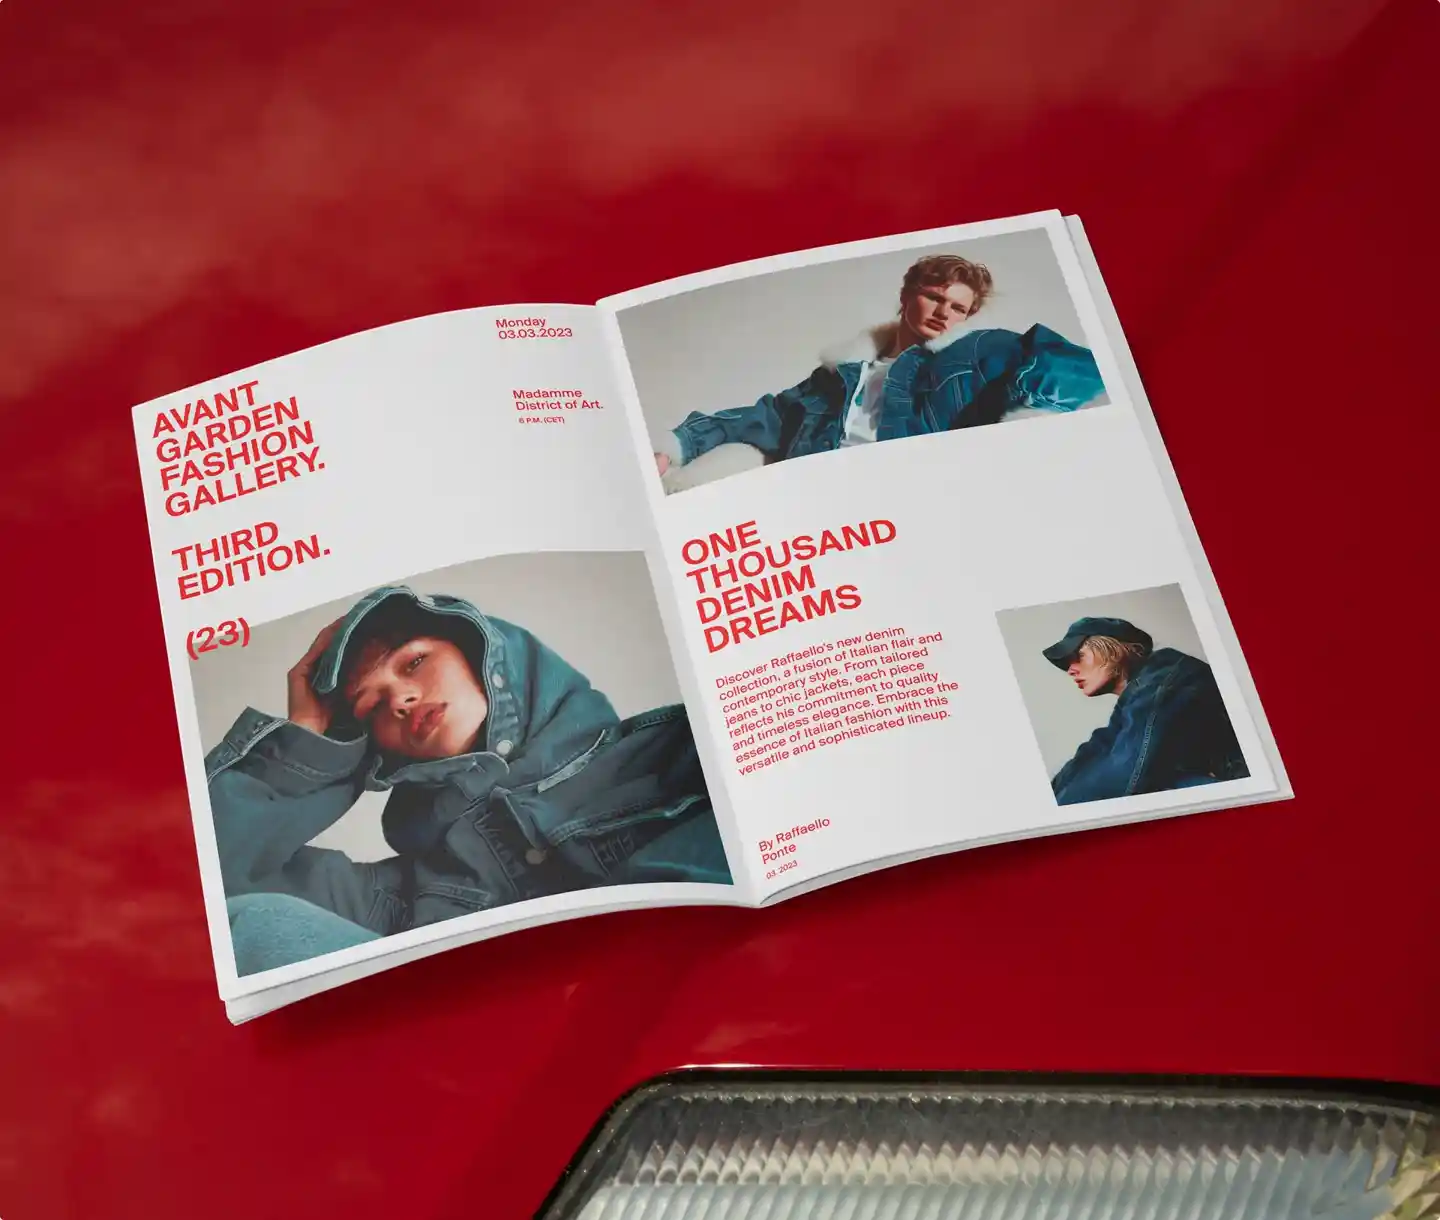 AVANT
GARDEN
FASHION
GALLERY.
THIRD
EDITION.
(23)
Monday
03.03.2023
Madamme
District of Art.
6 P.M. (CET)
ONE
THOUSAND
DENIM
DREAMS
Discover Raffaello's new denim
collection, a fusion of Italian flair and
contemporary style. From tailored
jeans to chic jackets, each piece
reflects his commitment to quality
and timeless elegance. Embrace the
essence of Italian fashion with this
versatile and sophisticated lineup.
By Raffaello
Ponte
03. 2023